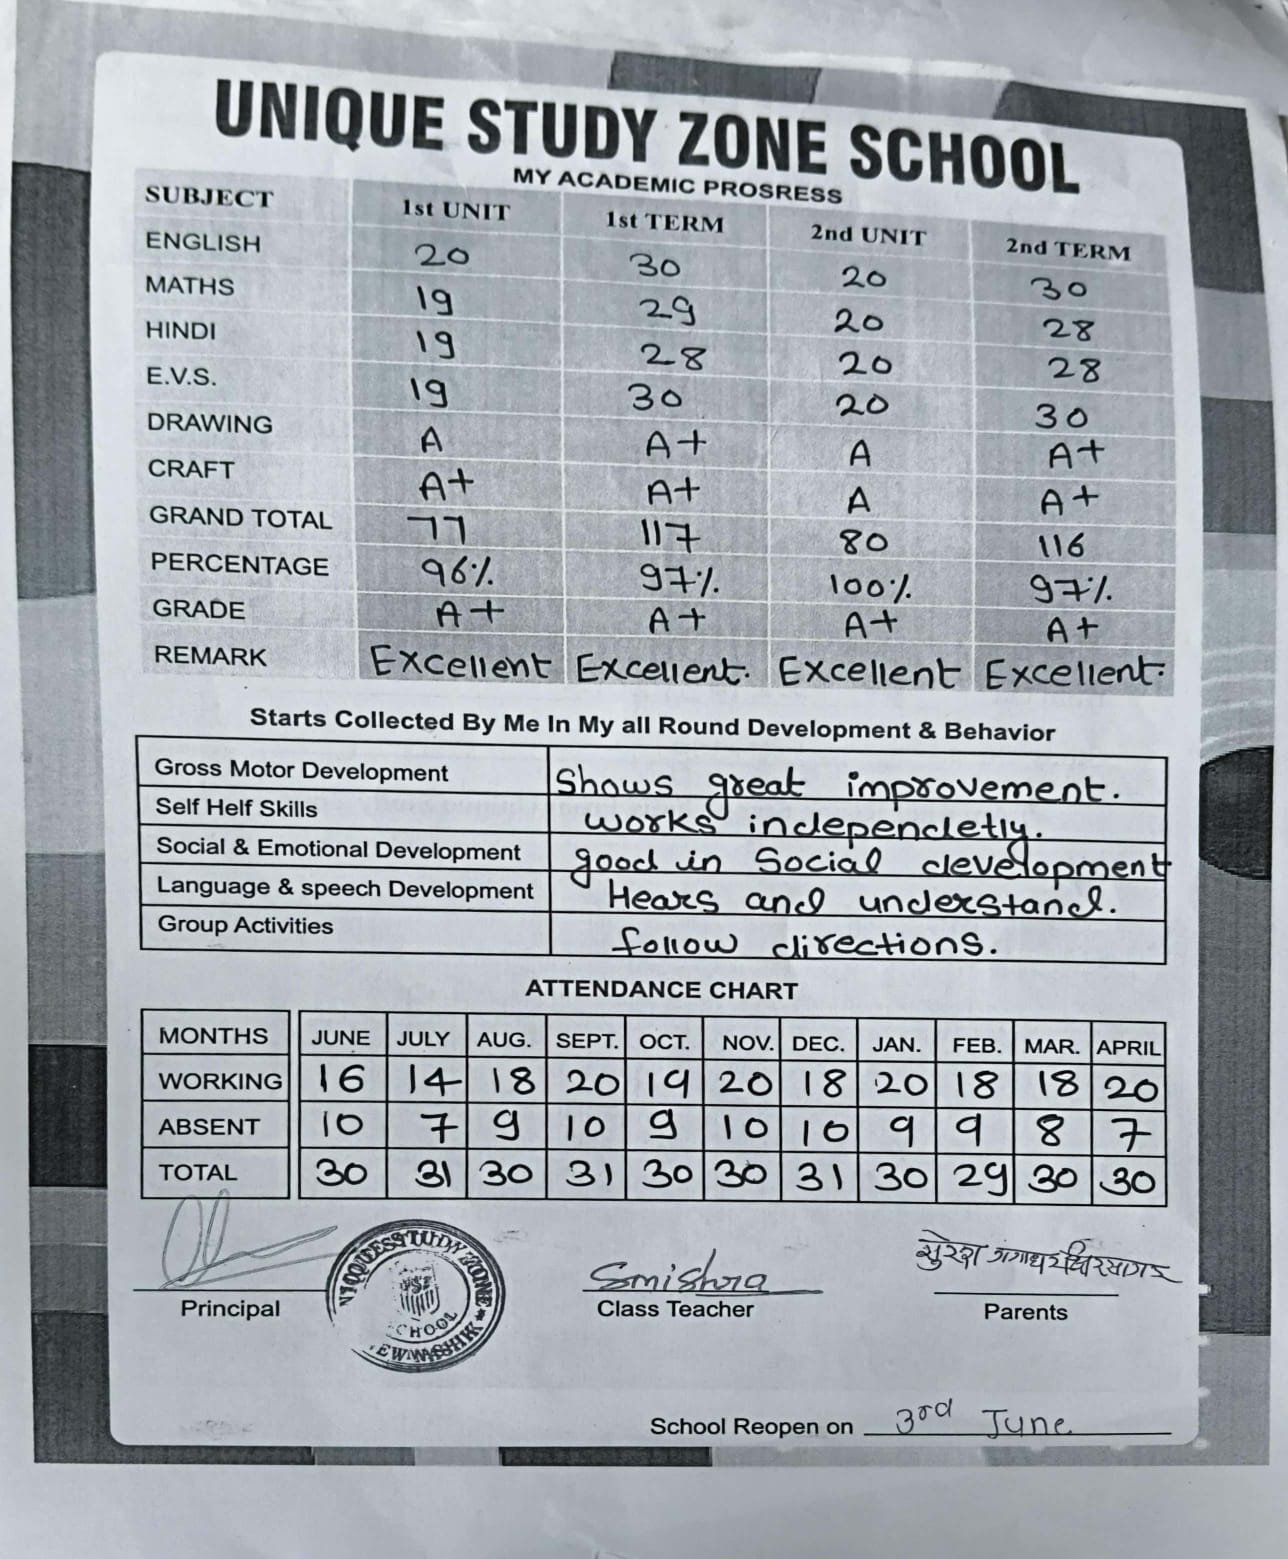 UNIQUE STUDY ZONE SCHOOL
MY ACADEMIC PROSRESS
SUBJECT 1st UNIT 1st TERM 2nd UNIT 2nd TERM
ENGLISH 20 30 20 30
MATHS 19 29 20 28
HINDI 19 28 20 28
E.V.S. 19 30 20 30
DRAWING A A+ A A+
CRAFT A+ A+ A A+
GRAND TOTAL 77 117 80 116
PERCENTAGE 96% 97% 100% 97%
GRADE A+ A+ A+ A+
REMARK Excellent Excellent. Excellent Excellent.
Starts Collected By Me In My all Round Development & Behavior
Gross Motor Development Shows great improvement.
Self Helf Skills works independetly.
Social & Emotional Development good in Social development
Language & speech Development Hears and understand.
Group Activities follow directions.
ATTENDANCE CHART
MONTHS JUNE JULY AUG. SEPT. OCT. NOV. DEC. JAN. FEB. MAR. APRIL
WORKING 16 14 18 20 19 20 18 20 18 18 20
ABSENT 10 7 9 10 9 10 10 9 9 8 7
TOTAL 30 31 30 31 30 30 31 30 29 30 30
Smishra
सुरेश गंगाधर क्षिरसागर
Principal Class Teacher Parents
STUDY ZONE
SCHOOL
School Reopen on 3rd June